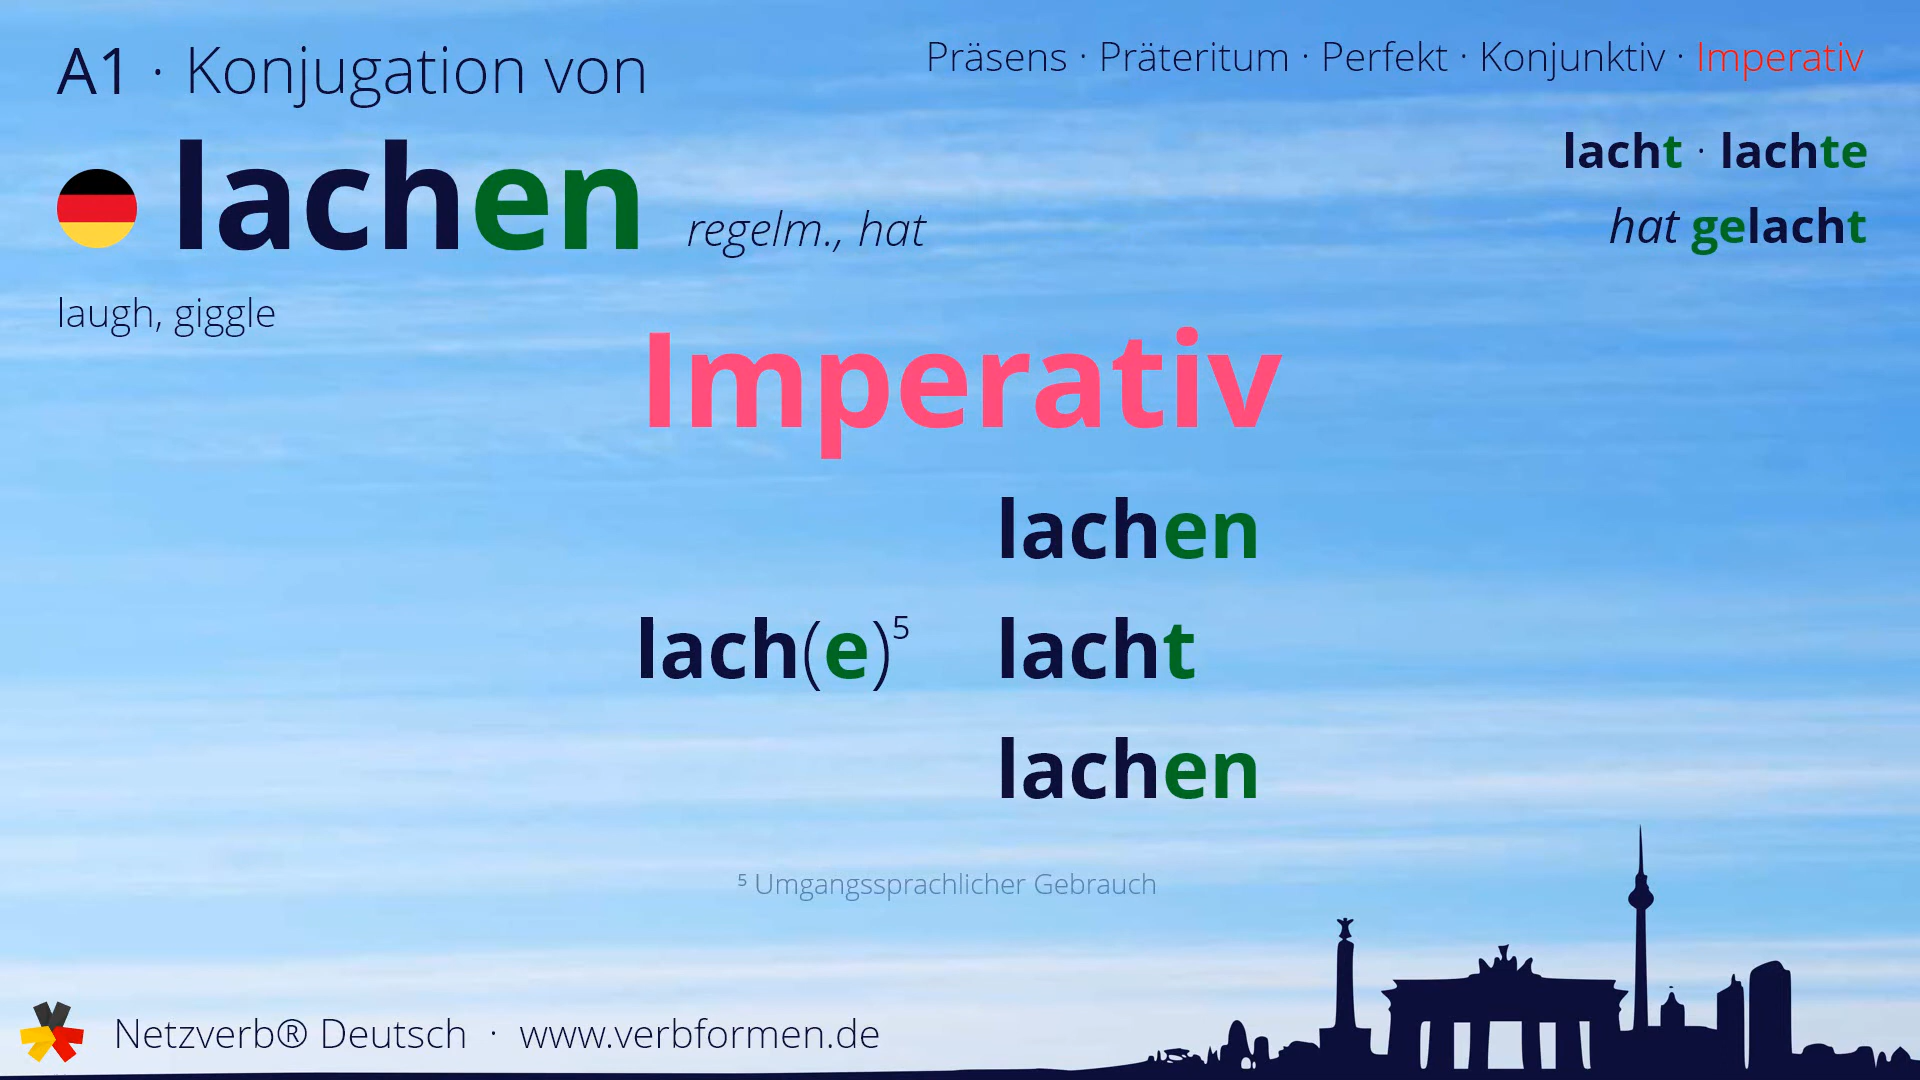 A1 · Konjugation von
Präsens · Präteritum · Perfekt · Konjunktiv · Imperativ
lachen regelm., hat
lacht · lachte
hat gelacht
laugh, giggle
Imperativ
lachen
lach(e)⁵ lacht
lachen
⁵ Umgangssprachlicher Gebrauch
Netzverb® Deutsch · www.verbformen.de